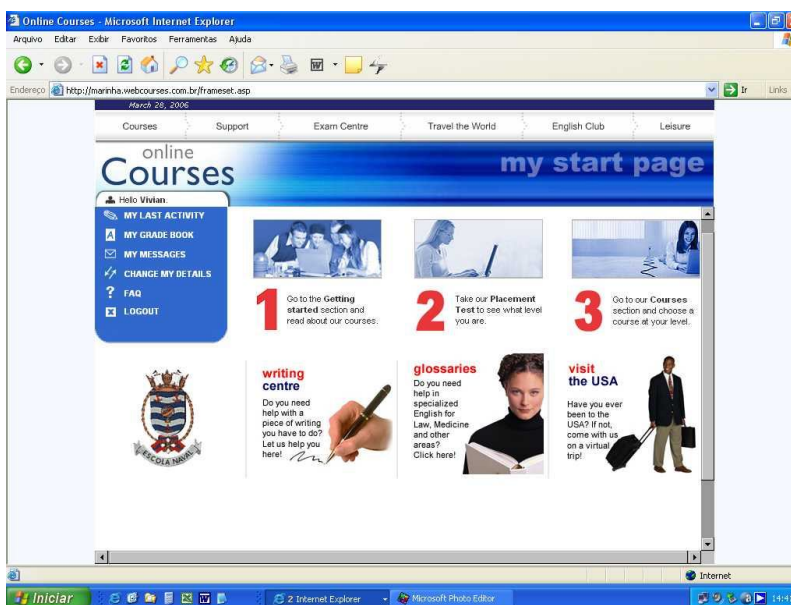 Online Courses - Microsoft Internet Explorer
Arquivo Editar Exibir Favoritos Ferramentas Ajuda
Endereço http://marinha.webcourses.com.br/frameset.asp Ir Links
March 28, 2006
Courses Support Exam Centre Travel the World English Club Leisure
online
Courses
my start page
Hello Vivian.
MY LAST ACTIVITY
MY GRADE BOOK
MY MESSAGES
CHANGE MY DETAILS
FAQ
LOGOUT
1
Go to the Getting
started section and
read about our courses.
2
Take our Placement
Test to see what level
you are.
3
Go to our Courses
section and choose a
course at your level.
ESCOLA NAVAL
writing
centre
Do you need
help with a
piece of writing
you have to do?
Let us help you
here!
glossaries
Do you need
help in
specialized
English for
Law, Medicine
and other
areas?
Click here!
visit
the USA
Have you ever
been to the
USA? If not,
come with us
on a virtual
trip!
Internet
Iniciar 2 Internet Explorer Microsoft Photo Editor